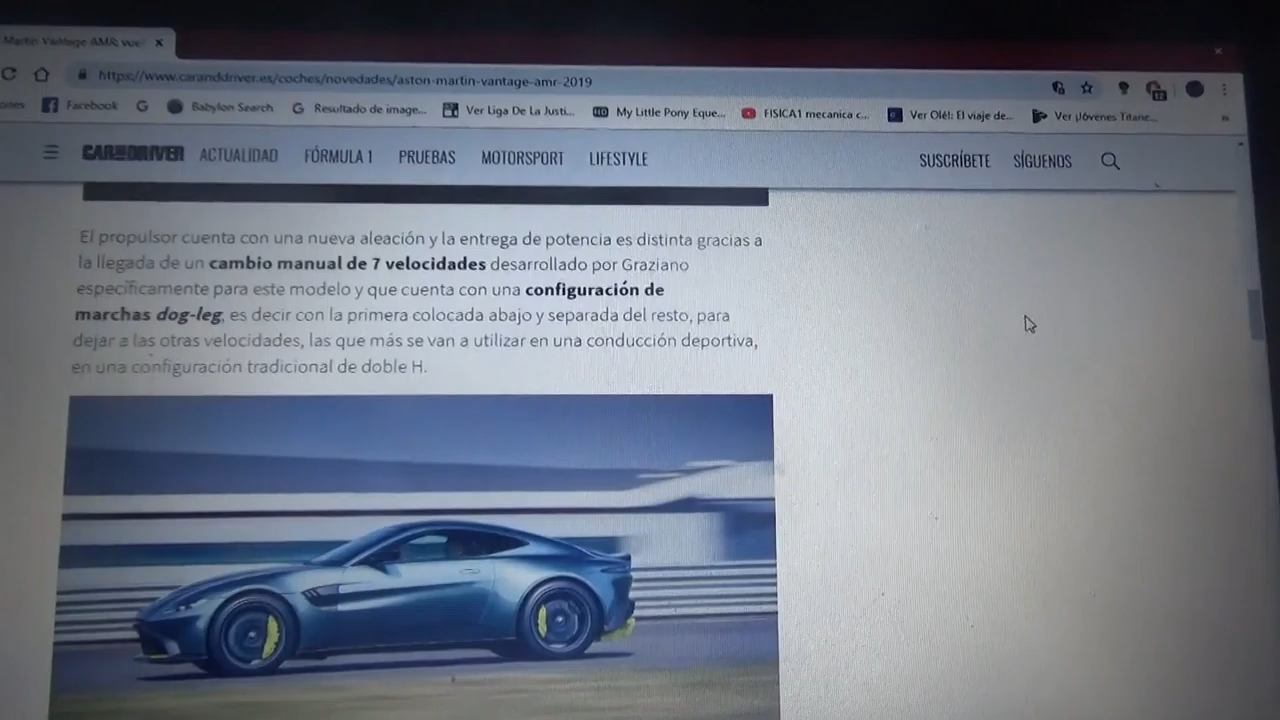 Martin Vantage AMR: vue
https://www.caranddriver.es/coches/novedades/aston-martin-vantage-amr-2019
ones Facebook G Babylon Search G Resultado de image... Ver Liga De La Justi... My Little Pony Eque... FISICA1 mecanica c... Ver Olé!: El viaje de... Ver ¡Jóvenes Titane... »
CAR AND DRIVER ACTUALIDAD FÓRMULA 1 PRUEBAS MOTORSPORT LIFESTYLE SUSCRÍBETE SÍGUENOS
El propulsor cuenta con una nueva aleación y la entrega de potencia es distinta gracias a
la llegada de un cambio manual de 7 velocidades desarrollado por Graziano
específicamente para este modelo y que cuenta con una configuración de
marchas dog-leg, es decir con la primera colocada abajo y separada del resto, para
dejar a las otras velocidades, las que más se van a utilizar en una conducción deportiva,
en una configuración tradicional de doble H.